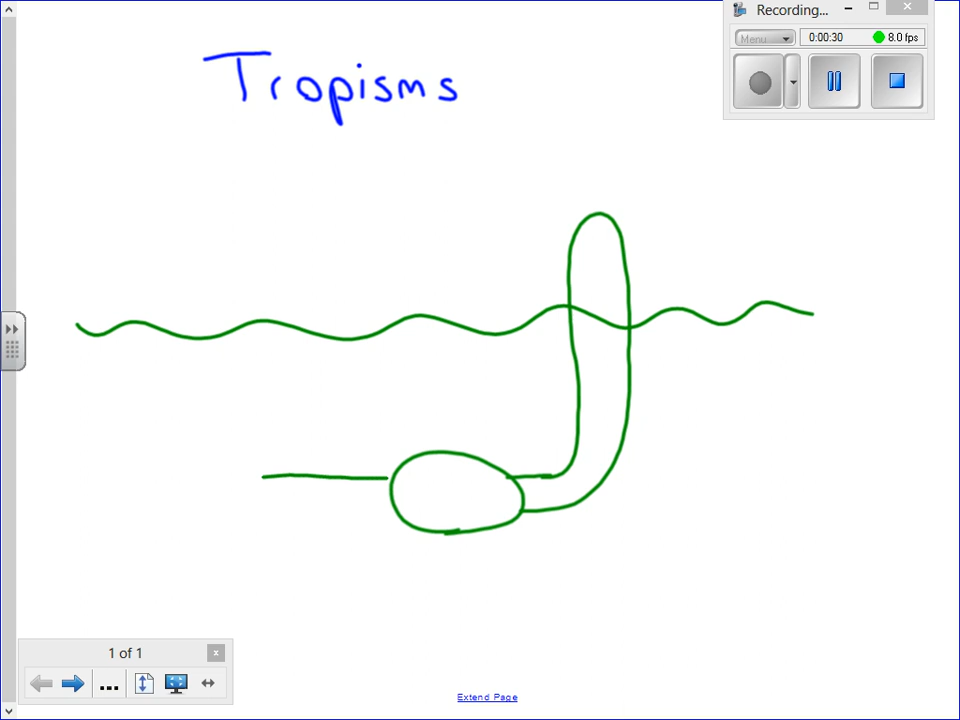 Recording...
Menu
0:00:30
8.0 fps
Tropisms
1 of 1
...
Extend Page